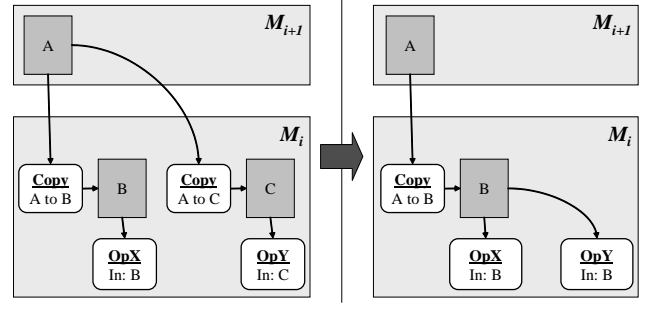 A
M_{i+1}
M_i
Copy
A to B
B
Copy
A to C
C
OpX
In: B
OpY
In: C
A
M_{i+1}
M_i
Copy
A to B
B
OpX
In: B
OpY
In: B